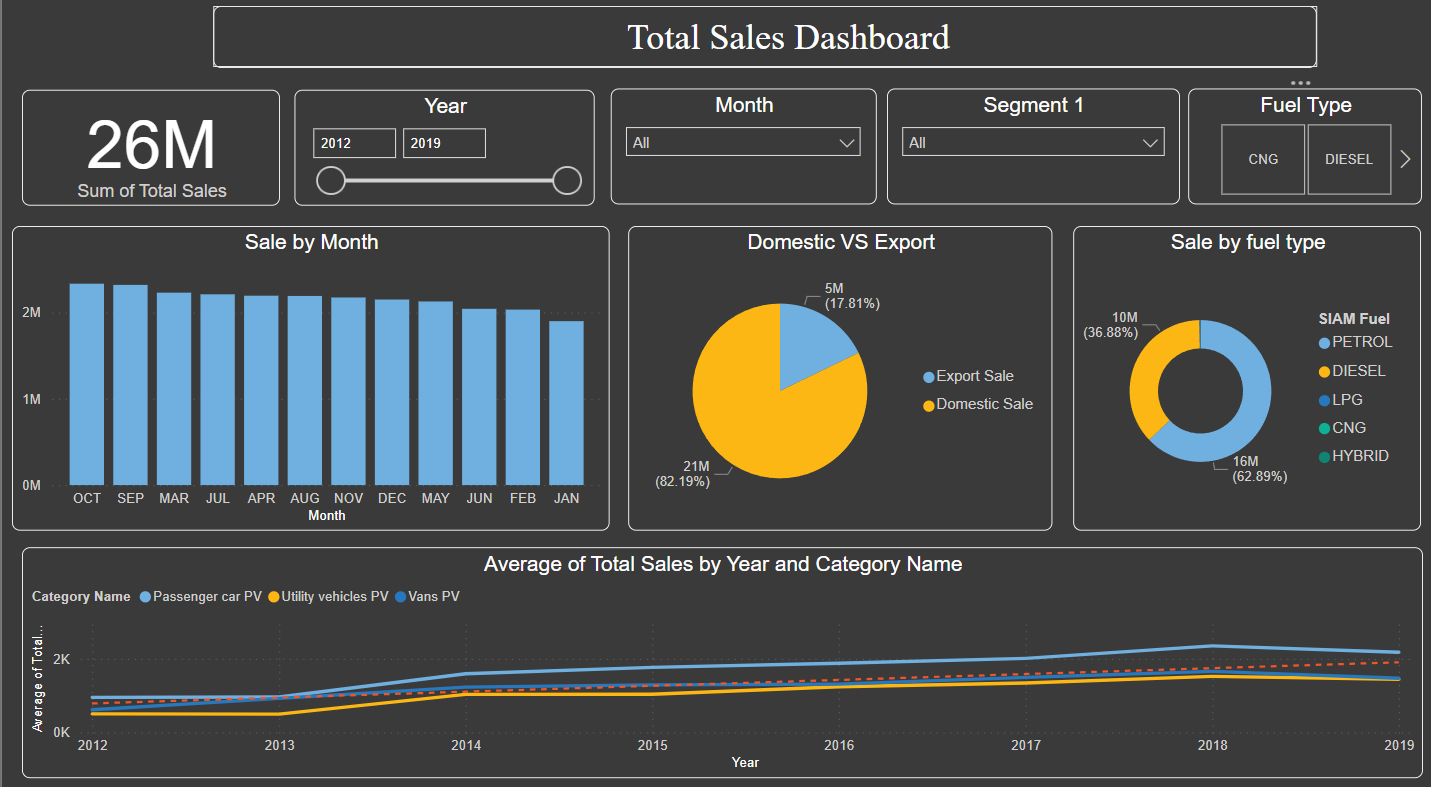 Total Sales Dashboard
26M
Sum of Total Sales
Year
2012 2019
Month
All
Segment 1
All
Fuel Type
CNG DIESEL
Sale by Month
2M
1M
0M
OCT SEP MAR JUL APR AUG NOV DEC MAY JUN FEB JAN
Month
Domestic VS Export
5M
(17.81%)
21M
(82.19%)
Export Sale
Domestic Sale
Sale by fuel type
10M
(36.88%)
16M
(62.89%)
SIAM Fuel
PETROL
DIESEL
LPG
CNG
HYBRID
Average of Total Sales by Year and Category Name
Category Name Passenger car PV Utility vehicles PV Vans PV
Average of Total...
2K
0K
2012 2013 2014 2015 2016 2017 2018 2019
Year